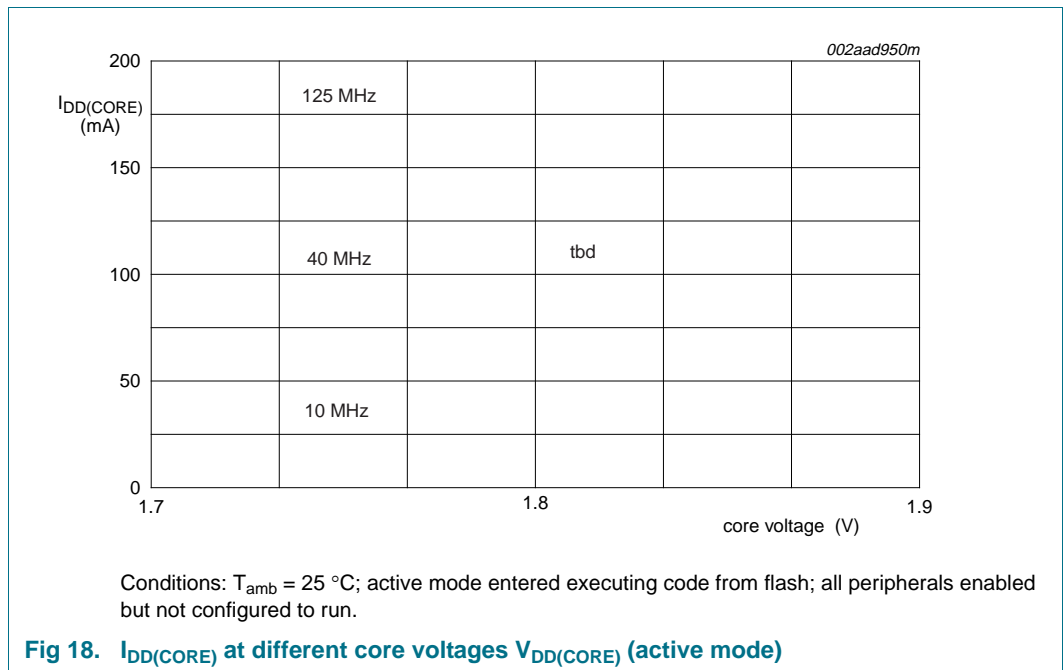 002aad950m
200
IDD(CORE)
(mA)
125 MHz
150
40 MHz
tbd
100
50
10 MHz
0
1.7
1.8
1.9
core voltage (V)
Conditions: Tamb = 25 °C; active mode entered executing code from flash; all peripherals enabled
but not configured to run.
Fig 18. IDD(CORE) at different core voltages VDD(CORE) (active mode)